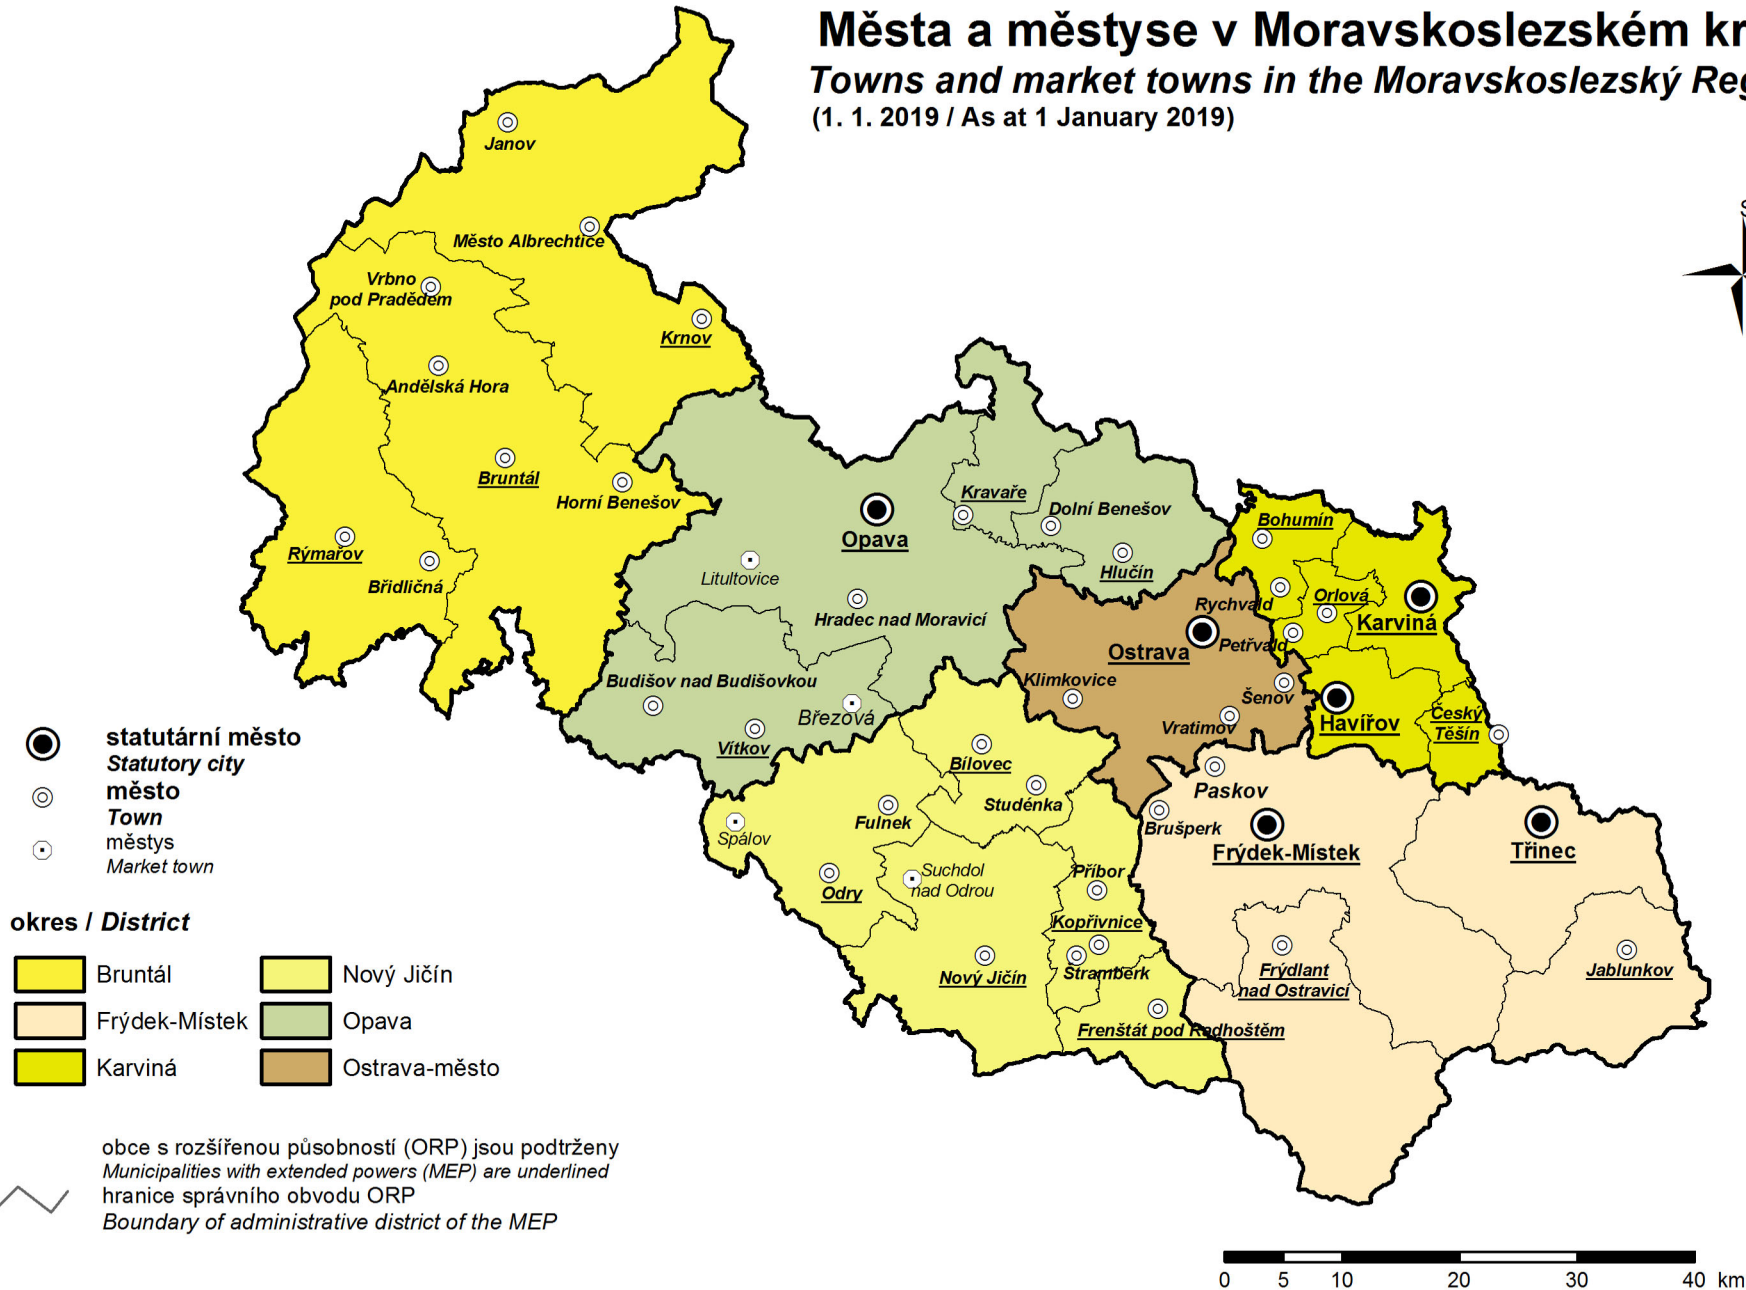 Města a městyse v Moravskoslezském kr
Towns and market towns in the Moravskoslezský Reg
(1. 1. 2019 / As at 1 January 2019)
Janov
Město Albrechtice
Vrbno
pod Pradědem
Krnov
Andělská Hora
Bruntál
Horní Benešov
Rýmařov
Břidličná
Kravaře
Dolní Benešov
Opava
Hlučín
Litultovice
Hradec nad Moravicí
Budišov nad Budišovkou
Březová
Vítkov
Bohumín
Rychvald
Orlová
Karviná
Petřvald
Ostrava
Klimkovice
Šenov
Vratimov
Havířov
Český
Těšín
Bílovec
Studénka
Fulnek
Spálov
Odry
Suchdol
nad Odrou
Příbor
Kopřivnice
Štramberk
Nový Jičín
Frenštát pod Radhoštěm
Paskov
Brušperk
Frýdek-Místek
Třinec
Frýdlant
nad Ostravicí
Jablunkov
statutární město
Statutory city
město
Town
městys
Market town
okres / District
Bruntál
Nový Jičín
Frýdek-Místek
Opava
Karviná
Ostrava-město
obce s rozšířenou působností (ORP) jsou podtrženy
Municipalities with extended powers (MEP) are underlined
hranice správního obvodu ORP
Boundary of administrative district of the MEP
0 5 10 20 30 40 km